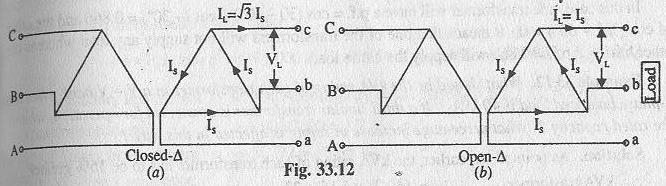 I_L=√3 I_S
C
c
I_S
I_S
V_L
B
b
I_S
A
a
Closed-Δ
(a)
Fig. 33.12
I_L= I_S
C
c
I_S
I_S
V_L
B
b
Load
I_S
A
a
Open-Δ
(b)